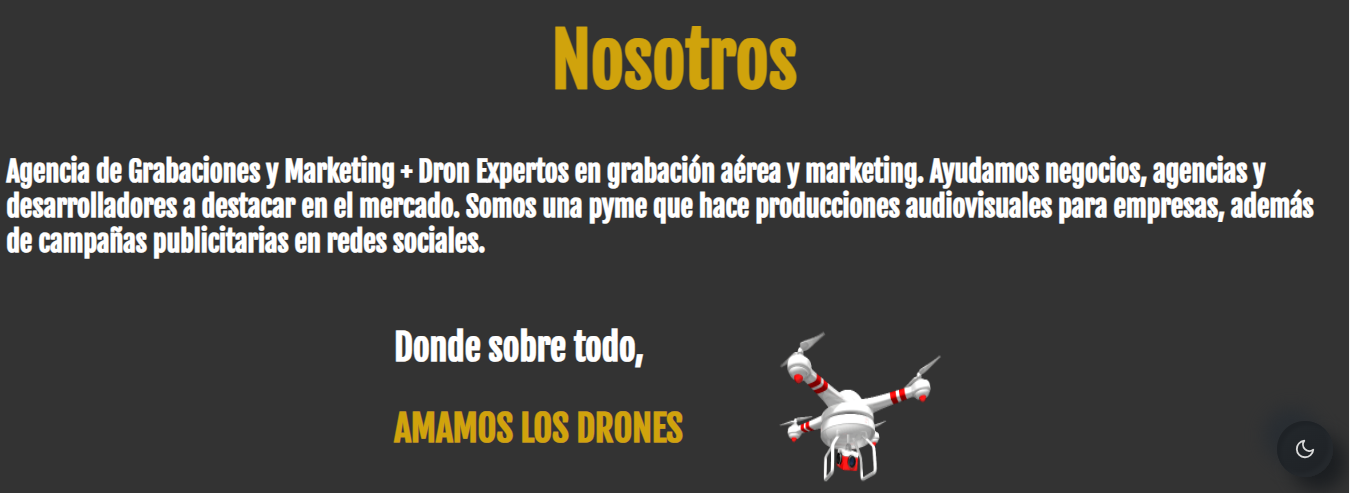 Nosotros
Agencia de Grabaciones y Marketing + Dron Expertos en grabación aérea y marketing. Ayudamos negocios, agencias y
desarrolladores a destacar en el mercado. Somos una pyme que hace producciones audiovisuales para empresas, además
de campañas publicitarias en redes sociales.
Donde sobre todo,
AMAMOS LOS DRONES